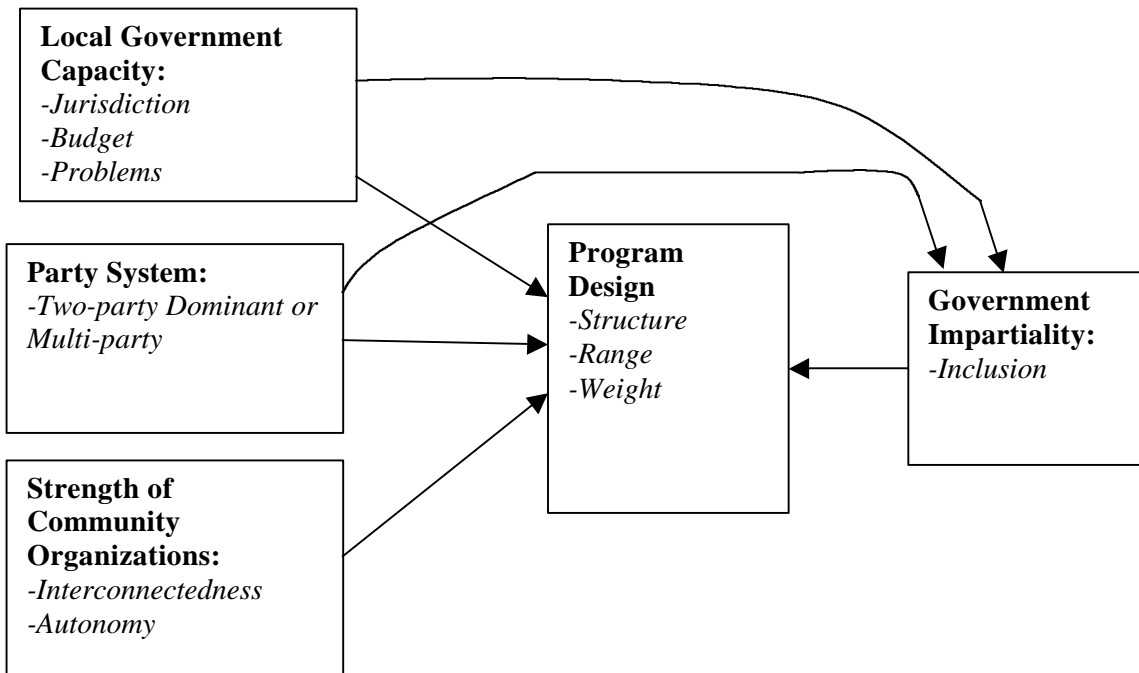 Local Government
Capacity:
-Jurisdiction
-Budget
-Problems
Party System:
-Two-party Dominant or
Multi-party
Strength of
Community
Organizations:
-Interconnectedness
-Autonomy
Program
Design
-Structure
-Range
-Weight
Government
Impartiality:
-Inclusion